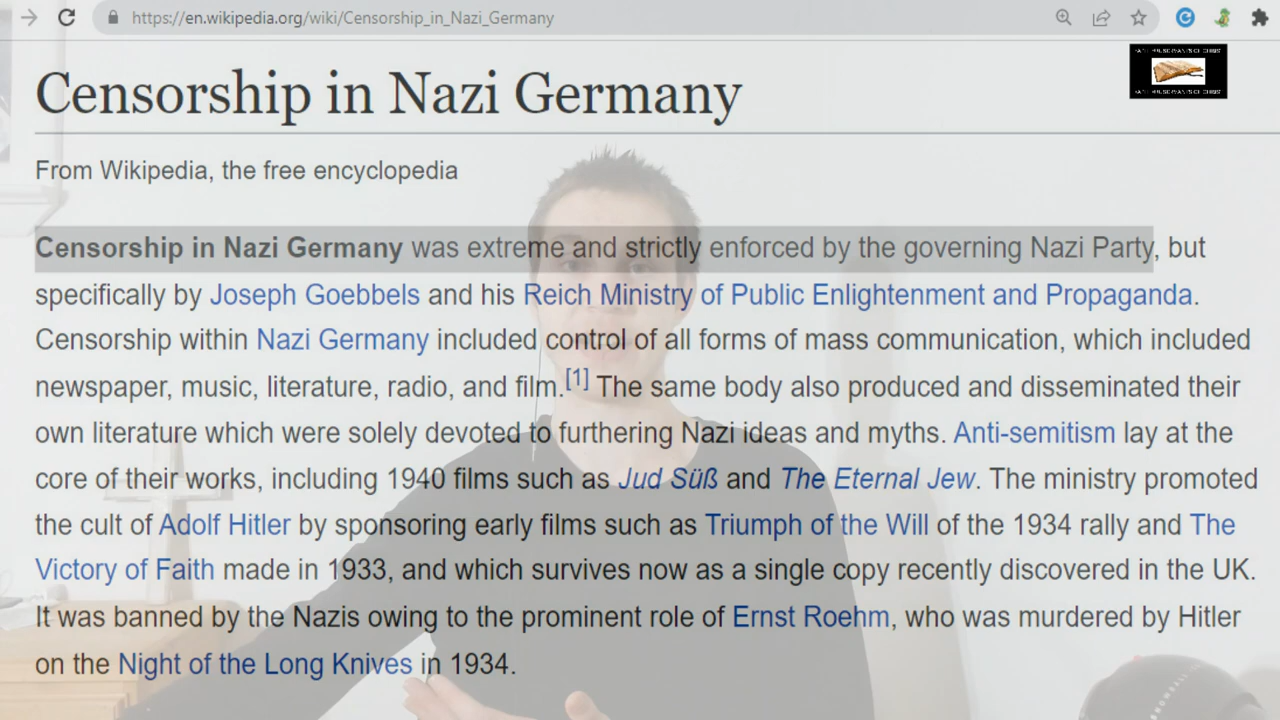 https://en.wikipedia.org/wiki/Censorship_in_Nazi_Germany
Censorship in Nazi Germany
From Wikipedia, the free encyclopedia
Censorship in Nazi Germany was extreme and strictly enforced by the governing Nazi Party, but
specifically by Joseph Goebbels and his Reich Ministry of Public Enlightenment and Propaganda.
Censorship within Nazi Germany included control of all forms of mass communication, which included
newspaper, music, literature, radio, and film.[1] The same body also produced and disseminated their
own literature which were solely devoted to furthering Nazi ideas and myths. Anti-semitism lay at the
core of their works, including 1940 films such as Jud Süß and The Eternal Jew. The ministry promoted
the cult of Adolf Hitler by sponsoring early films such as Triumph of the Will of the 1934 rally and The
Victory of Faith made in 1933, and which survives now as a single copy recently discovered in the UK.
It was banned by the Nazis owing to the prominent role of Ernst Roehm, who was murdered by Hitler
on the Night of the Long Knives in 1934.